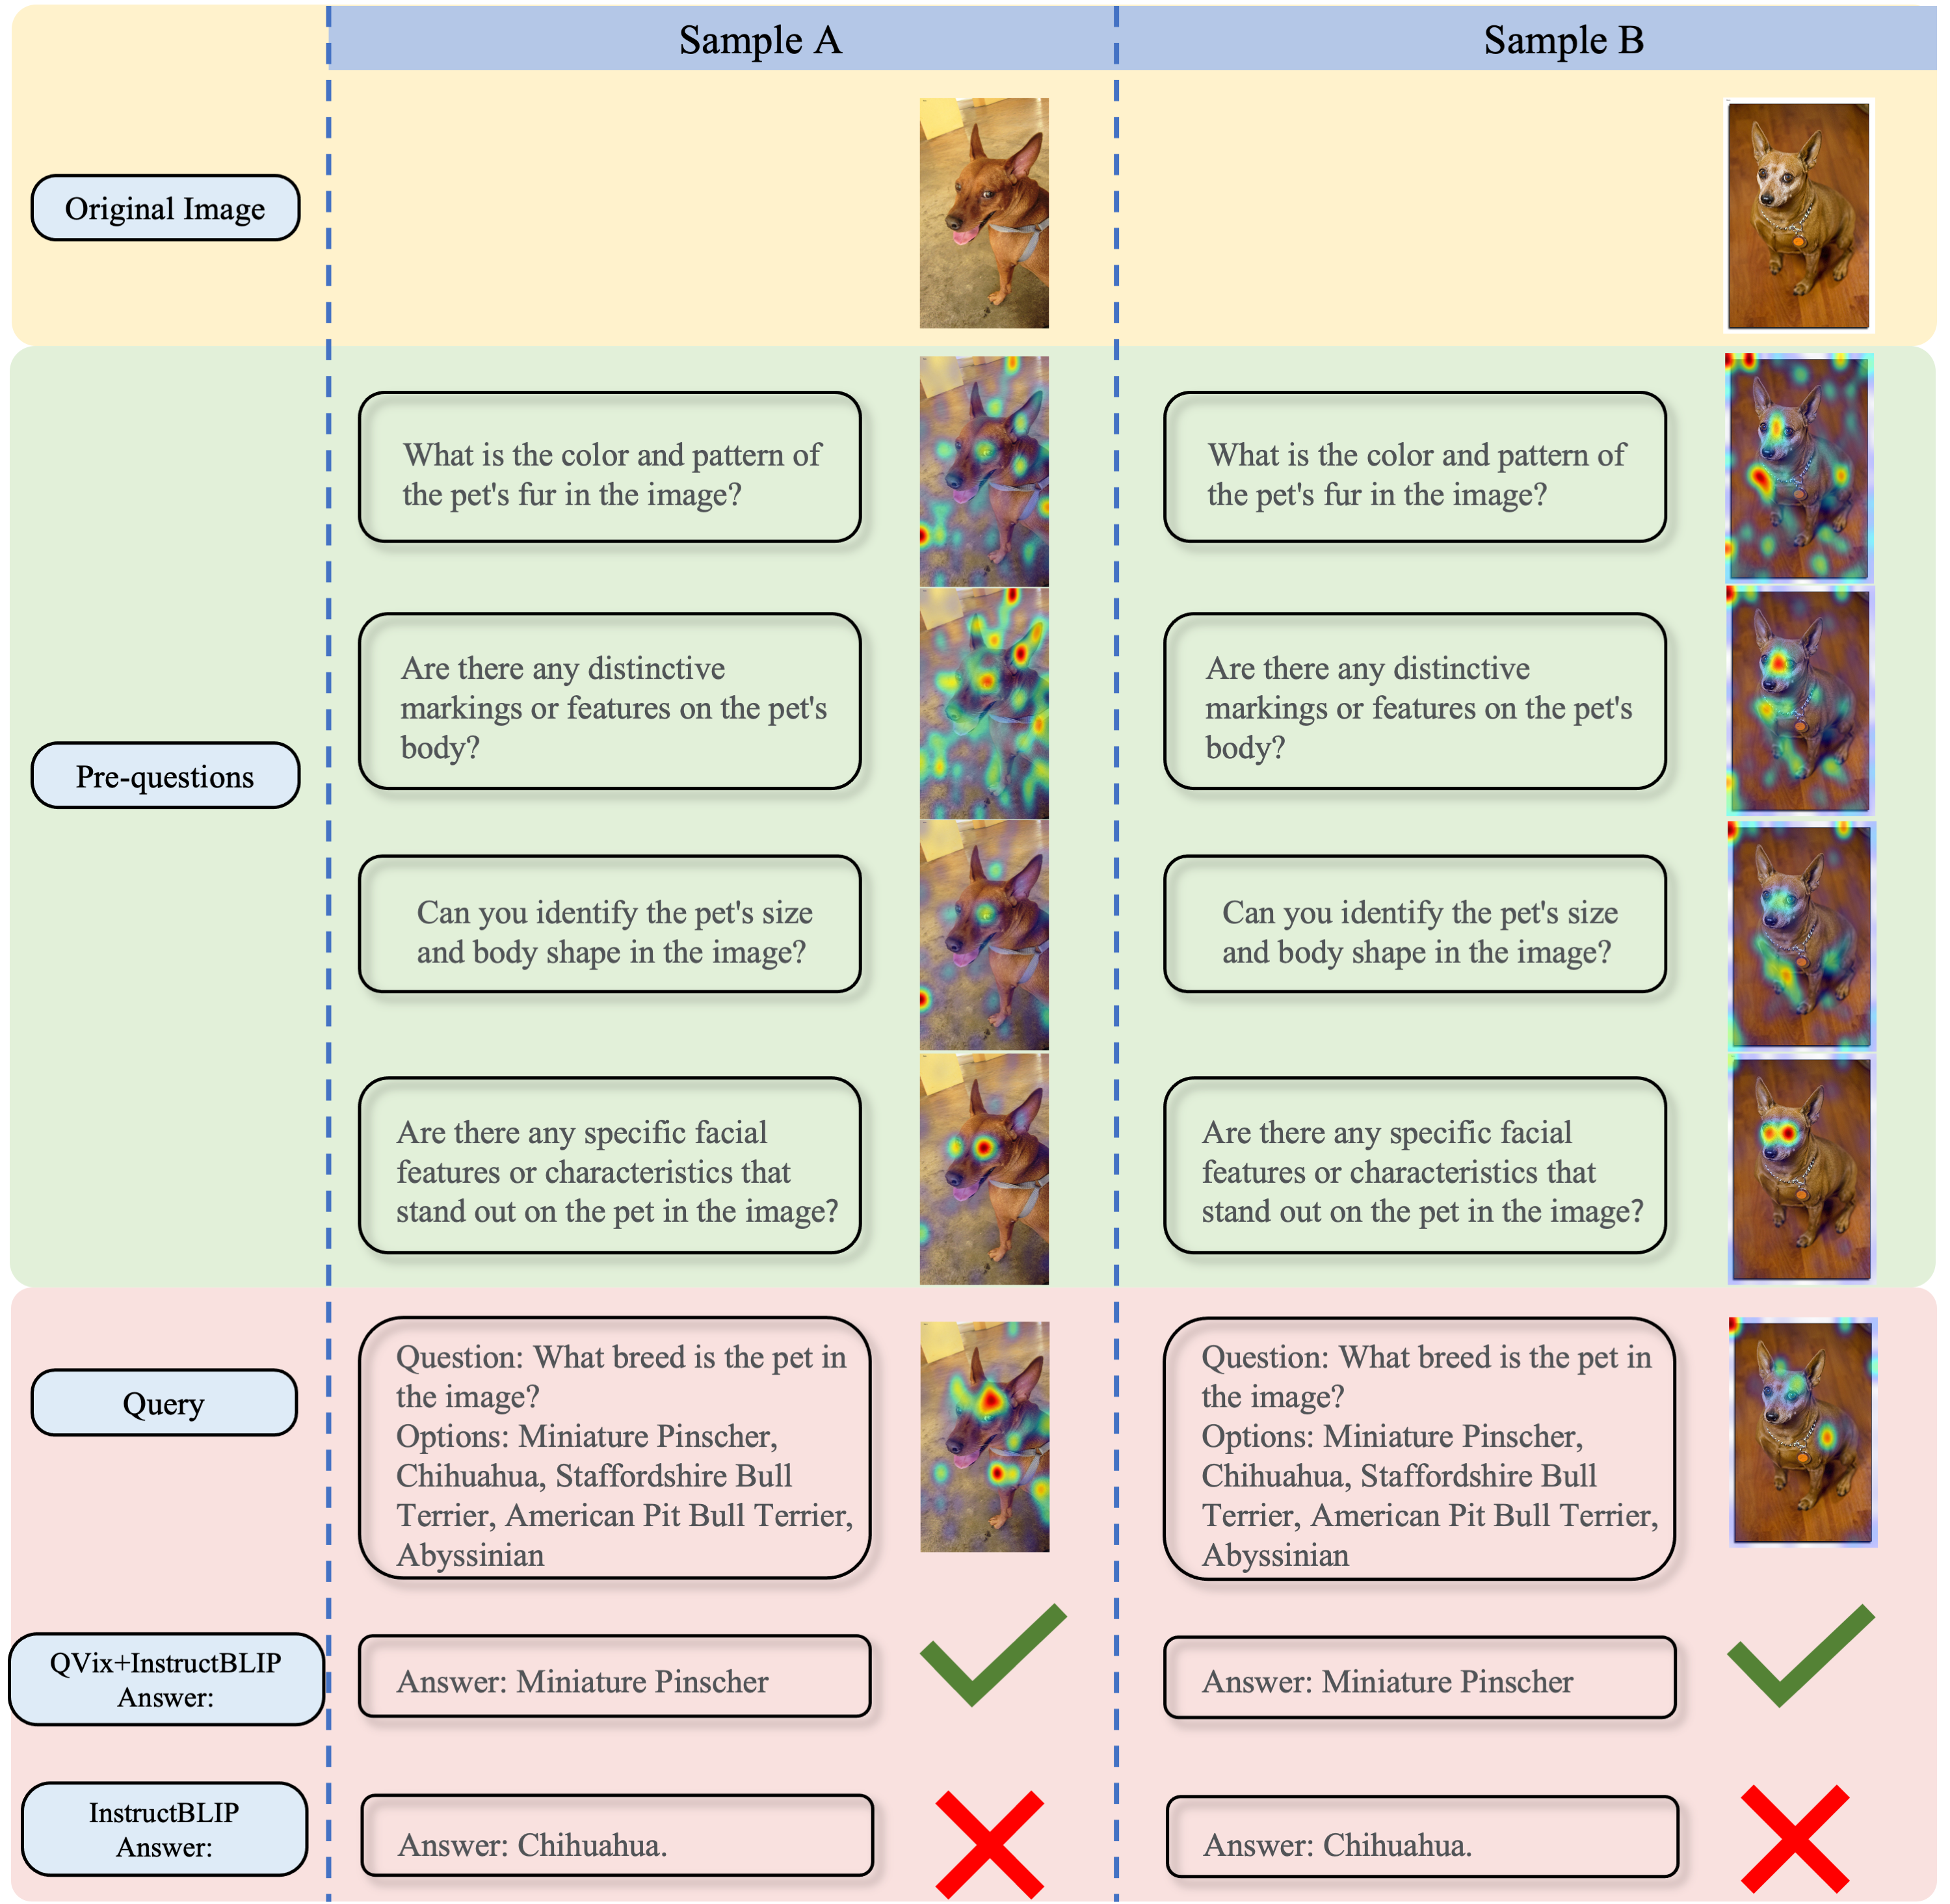 Sample A
Sample B
Original Image
Pre-questions
What is the color and pattern of
the pet's fur in the image?
What is the color and pattern of
the pet's fur in the image?
Are there any distinctive
markings or features on the pet's
body?
Are there any distinctive
markings or features on the pet's
body?
Can you identify the pet's size
and body shape in the image?
Can you identify the pet's size
and body shape in the image?
Are there any specific facial
features or characteristics that
stand out on the pet in the image?
Are there any specific facial
features or characteristics that
stand out on the pet in the image?
Query
Question: What breed is the pet in
the image?
Options: Miniature Pinscher,
Chihuahua, Staffordshire Bull
Terrier, American Pit Bull Terrier,
Abyssinian
Question: What breed is the pet in
the image?
Options: Miniature Pinscher,
Chihuahua, Staffordshire Bull
Terrier, American Pit Bull Terrier,
Abyssinian
QVix+InstructBLIP
Answer:
Answer: Miniature Pinscher
Answer: Miniature Pinscher
InstructBLIP
Answer:
Answer: Chihuahua.
Answer: Chihuahua.